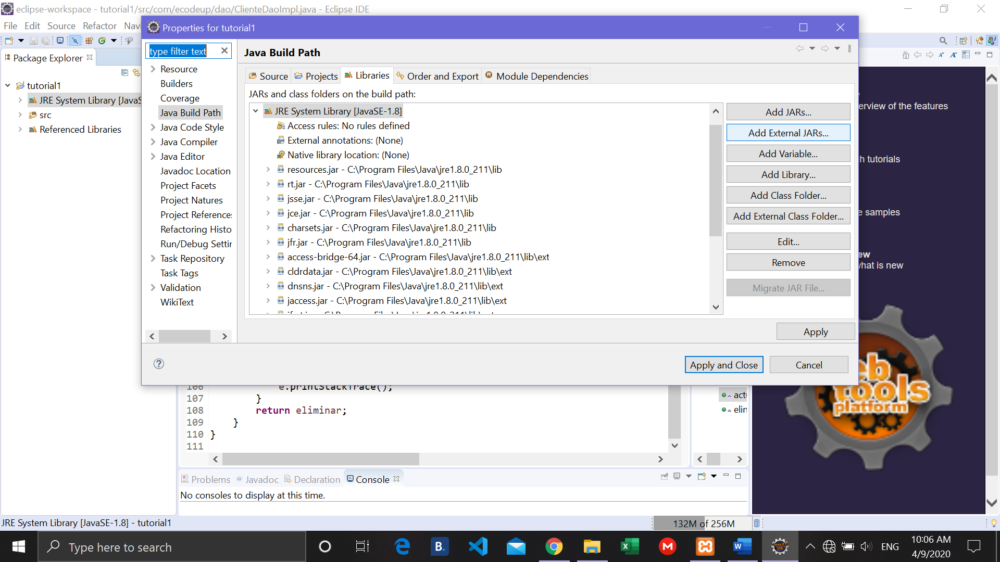 eclipse-workspace - tutorial1/src/com/ecodeup/dao/ClienteDaoImpl.java - Eclipse IDE
File Edit Source Refactor Navi
Properties for tutorial1
type filter text
Resource
Builders
Coverage
Java Build Path
Java Code Style
Java Compiler
Java Editor
Javadoc Location
Project Facets
Project Natures
Project References
Refactoring Histo
Run/Debug Settin
Task Repository
Task Tags
Validation
WikiText
Java Build Path
Source Projects Libraries Order and Export Module Dependencies
JARs and class folders on the build path:
JRE System Library [JavaSE-1.8]
Access rules: No rules defined
External annotations: (None)
Native library location: (None)
resources.jar - C:\Program Files\Java\jre1.8.0_211\lib
rt.jar - C:\Program Files\Java\jre1.8.0_211\lib
jsse.jar - C:\Program Files\Java\jre1.8.0_211\lib
jce.jar - C:\Program Files\Java\jre1.8.0_211\lib
charsets.jar - C:\Program Files\Java\jre1.8.0_211\lib
jfr.jar - C:\Program Files\Java\jre1.8.0_211\lib
access-bridge-64.jar - C:\Program Files\Java\jre1.8.0_211\lib\ext
cldrdata.jar - C:\Program Files\Java\jre1.8.0_211\lib\ext
dnsns.jar - C:\Program Files\Java\jre1.8.0_211\lib\ext
jaccess.jar - C:\Program Files\Java\jre1.8.0_211\lib\ext
Add JARs...
Add External JARs...
Add Variable...
Add Library...
Add Class Folder...
Add External Class Folder...
Edit...
Remove
Migrate JAR File...
Apply
Apply and Close
Cancel
Package Explorer
tutorial1
JRE System Library [JavaS
src
Referenced Libraries
erview of the features
h tutorials
e samples
ew
hat is new
eb
tools
platform
106 e.printStackTrace();
107 }
108 return eliminar;
109 }
110 }
111
actu
elin
Problems Javadoc Declaration Console
No consoles to display at this time.
JRE System Library [JavaSE-1.8] - tutorial1
132M of 256M
Type here to search
B.
ENG
10:06 AM
4/9/2020